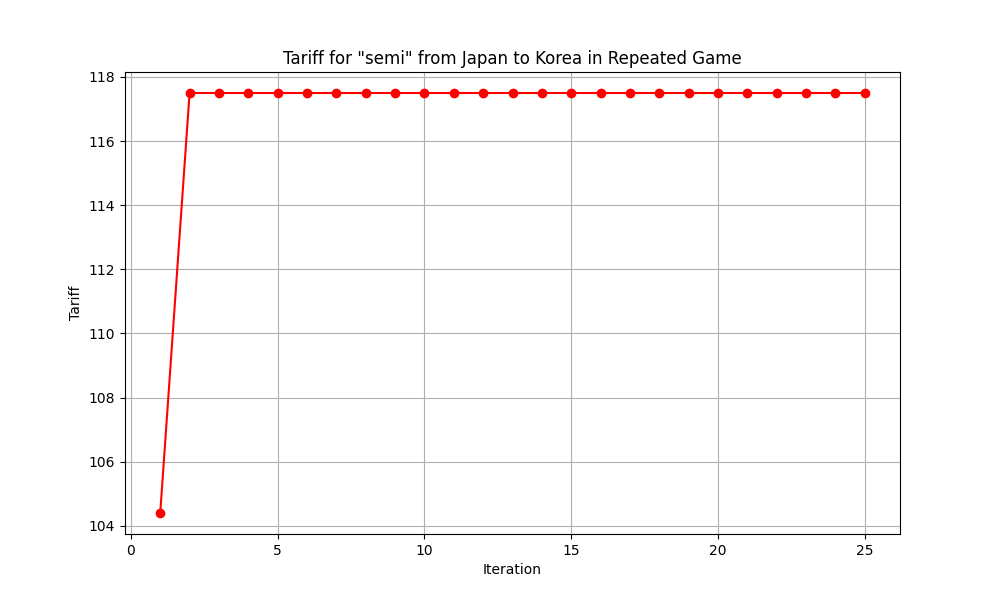 Tariff for "semi" from Japan to Korea in Repeated Game
118
116
114
112
110
108
106
104
Tariff
0 5 10 15 20 25
Iteration